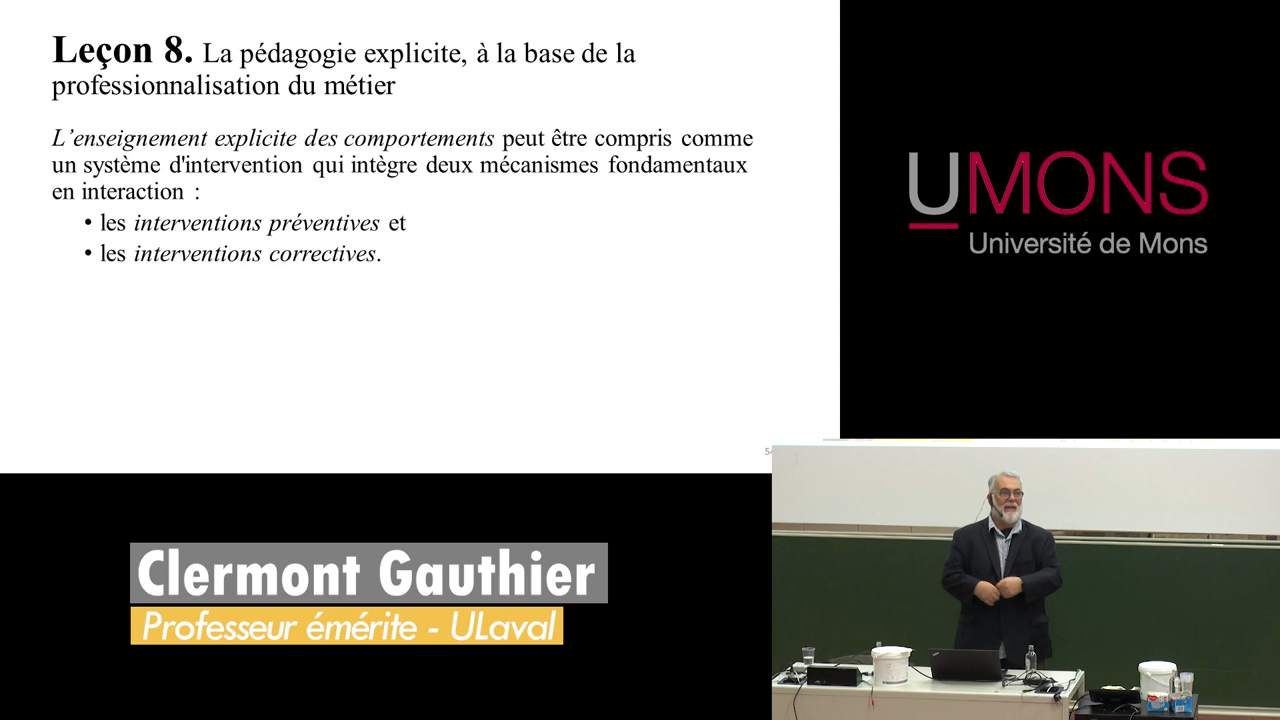 Leçon 8. La pédagogie explicite, à la base de la
professionnalisation du métier
L’enseignement explicite des comportements peut être compris comme
un système d'intervention qui intègre deux mécanismes fondamentaux
en interaction :
• les interventions préventives et
• les interventions correctives.
UMONS
Université de Mons
Clermont Gauthier
Professeur émérite - ULaval